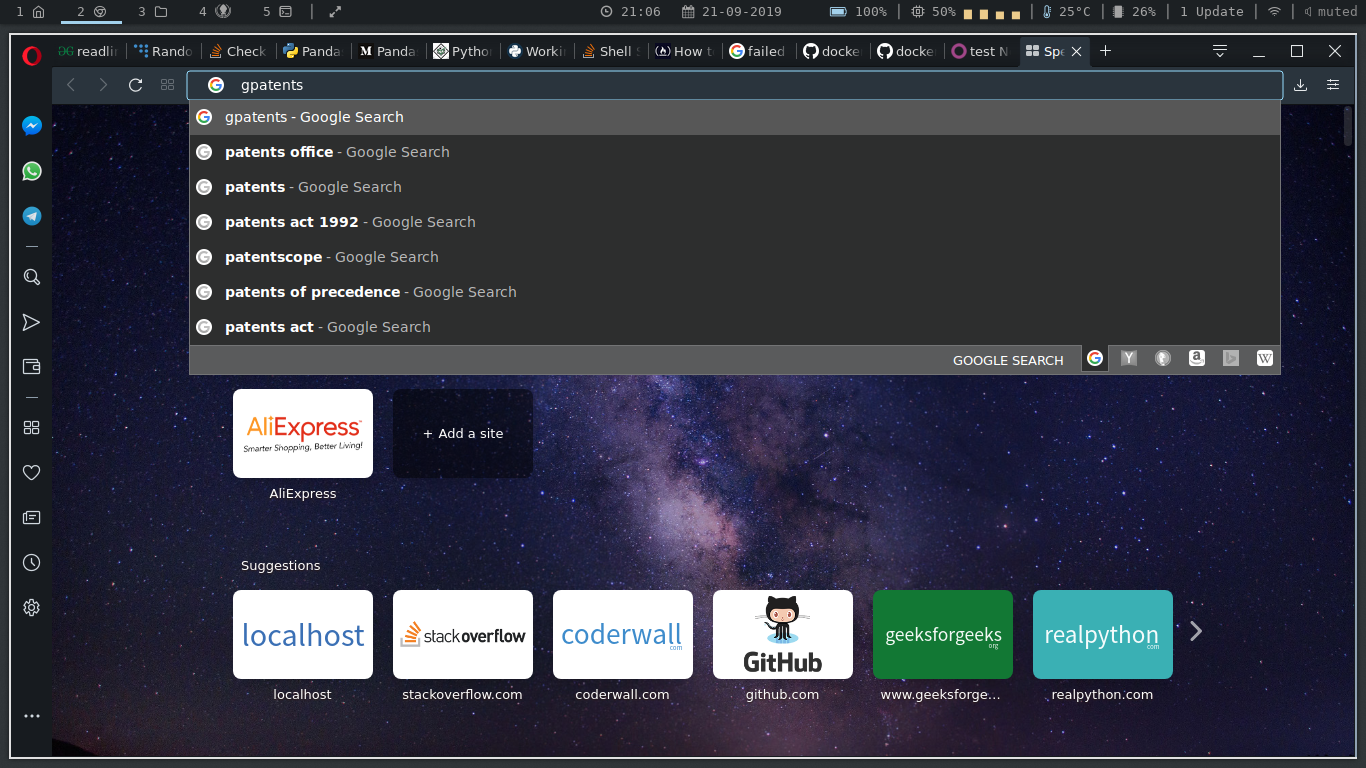 1 2 3 4 5 21:06 21-09-2019 100% 50% 25°C 26% 1 Update muted
readli Rando Check Panda M Panda Pytho Worki Shell S How t failed docke docke test N Spe
gpatents
gpatents - Google Search
patents office - Google Search
patents - Google Search
patents act 1992 - Google Search
patentscope - Google Search
patents of precedence - Google Search
patents act - Google Search
GOOGLE SEARCH
AliExpress
Smarter Shopping, Better Living!
+ Add a site
AliExpress
Suggestions
localhost stackoverflow coderwall GitHub geeksforgeeks realpython
com org com
localhost stackoverflow.com coderwall.com github.com www.geeksforge... realpython.com